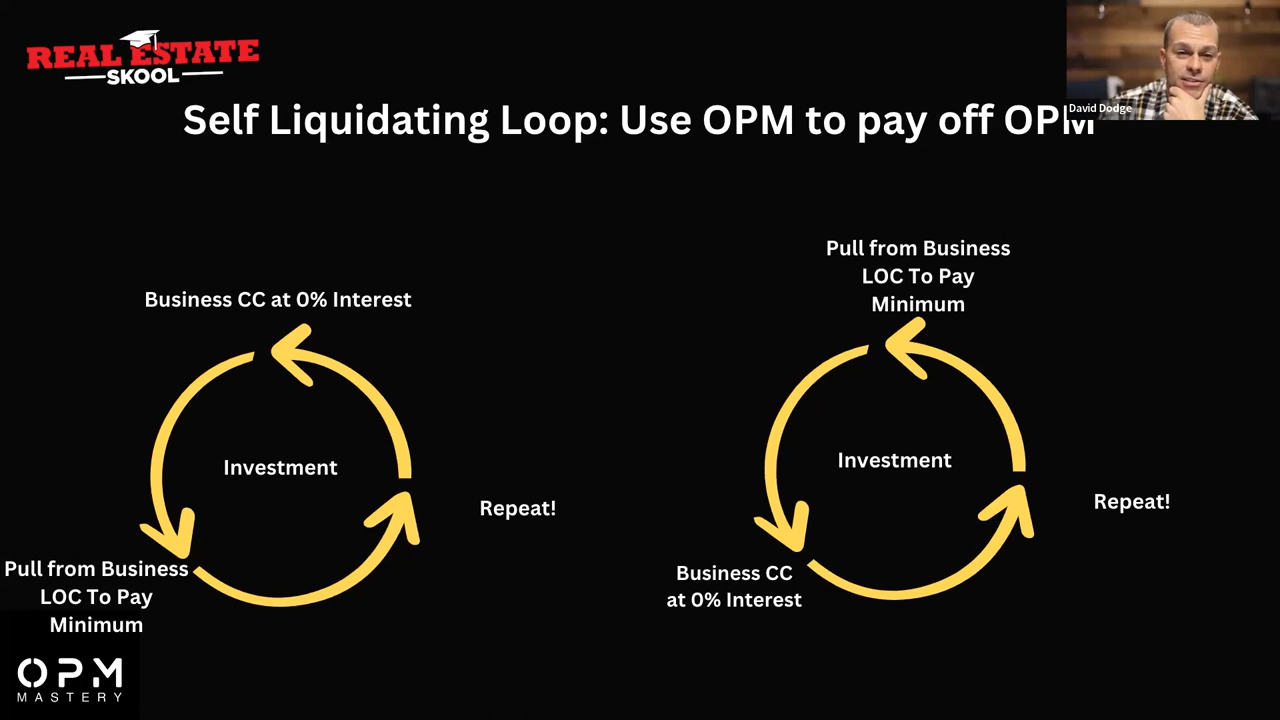 REAL ESTATE
SKOOL
David Dodge
Self Liquidating Loop: Use OPM to pay off OPM
Business CC at 0% Interest
Investment
Repeat!
Pull from Business
LOC To Pay
Minimum
Pull from Business
LOC To Pay
Minimum
Investment
Repeat!
Business CC
at 0% Interest
OPM
MASTERY